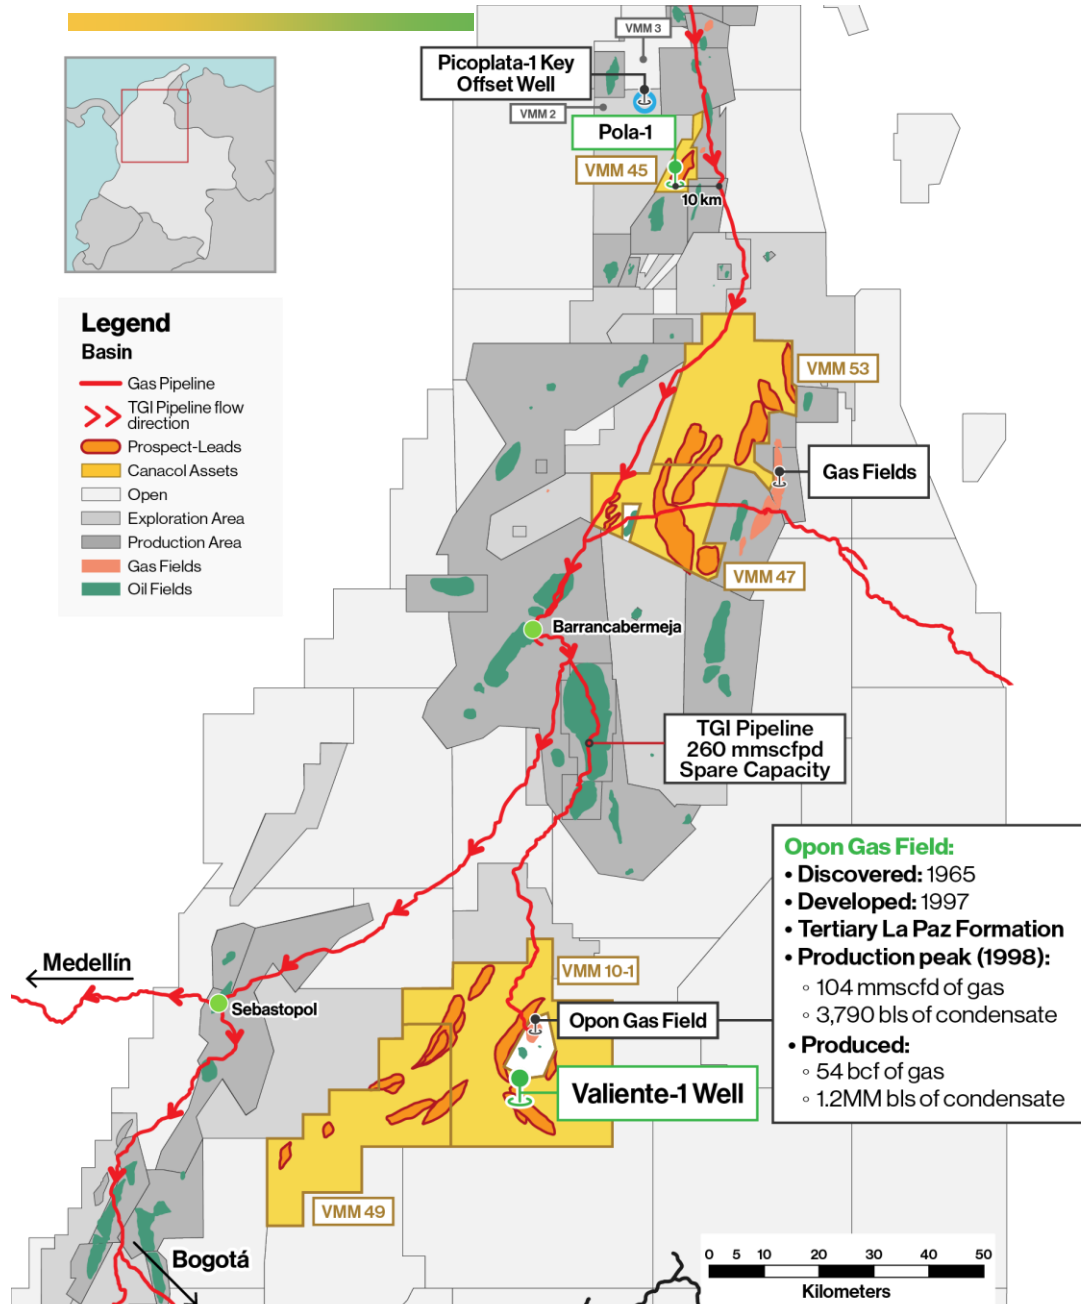 VMM 3
Picoplata-1 Key
Offset Well
VMM 2
Pola-1
VMM 45
10 km
Legend
Basin
Gas Pipeline
TGI Pipeline flow
direction
Prospect-Leads
Canacol Assets
Open
Exploration Area
Production Area
Gas Fields
Oil Fields
VMM 53
Gas Fields
VMM 47
Barrancabermeja
TGI Pipeline
260 mmscfpd
Spare Capacity
Opon Gas Field:
• Discovered: 1965
• Developed: 1997
• Tertiary La Paz Formation
• Production peak (1998):
◦ 104 mmscfd of gas
◦ 3,790 bls of condensate
• Produced:
◦ 54 bcf of gas
◦ 1.2MM bls of condensate
Medellín
Sebastopol
VMM 10-1
Opon Gas Field
Valiente-1 Well
VMM 49
Bogotá
0 5 10 20 30 40 50
Kilometers